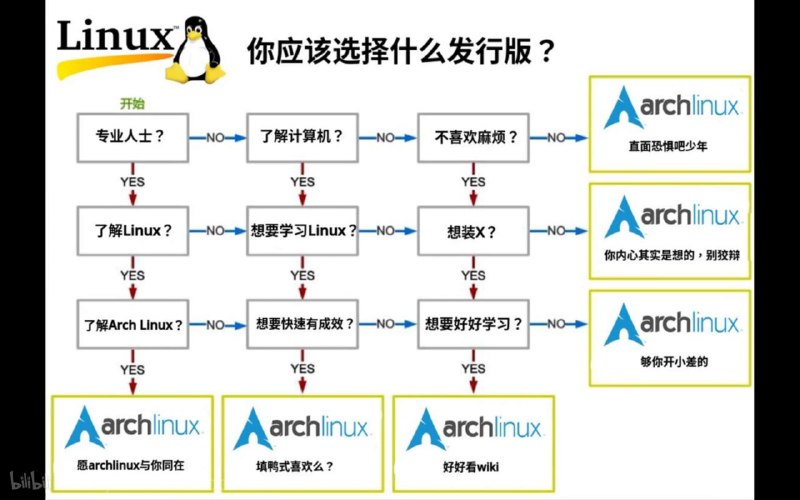 Linux™
你应该选择什么发行版？
开始
专业人士？
NO
了解计算机？
NO
不喜欢麻烦？
NO
archlinux
直面恐惧吧少年
YES
YES
YES
了解Linux？
NO
想要学习Linux？
NO
想装X？
NO
archlinux
你内心其实是想的，别狡辩
YES
YES
YES
了解Arch Linux？
NO
想要快速有成效？
NO
想要好好学习？
NO
archlinux
够你开小差的
YES
YES
YES
archlinux
愿archlinux与你同在
archlinux
填鸭式喜欢么？
archlinux
好好看wiki
bilibili